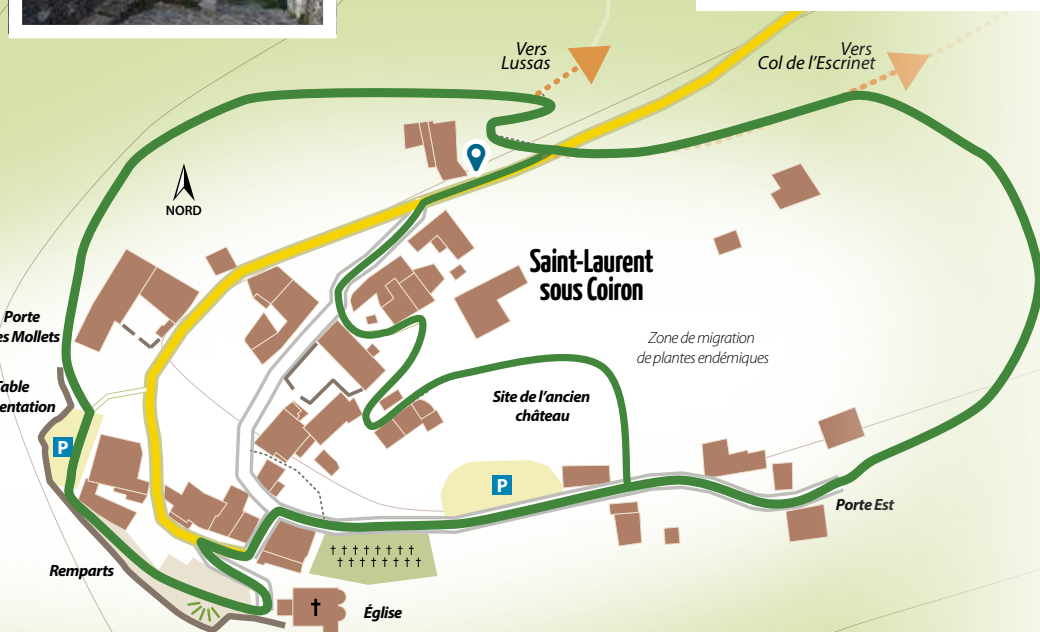 Vers
Lussas
Vers
Col de l'Escrinet
NORD
Saint-Laurent
sous Coiron
Porte
es Mollets
Zone de migration
de plantes endémiques
able
entation
Site de l'ancien
château
P
P
Porte Est
Remparts
Église